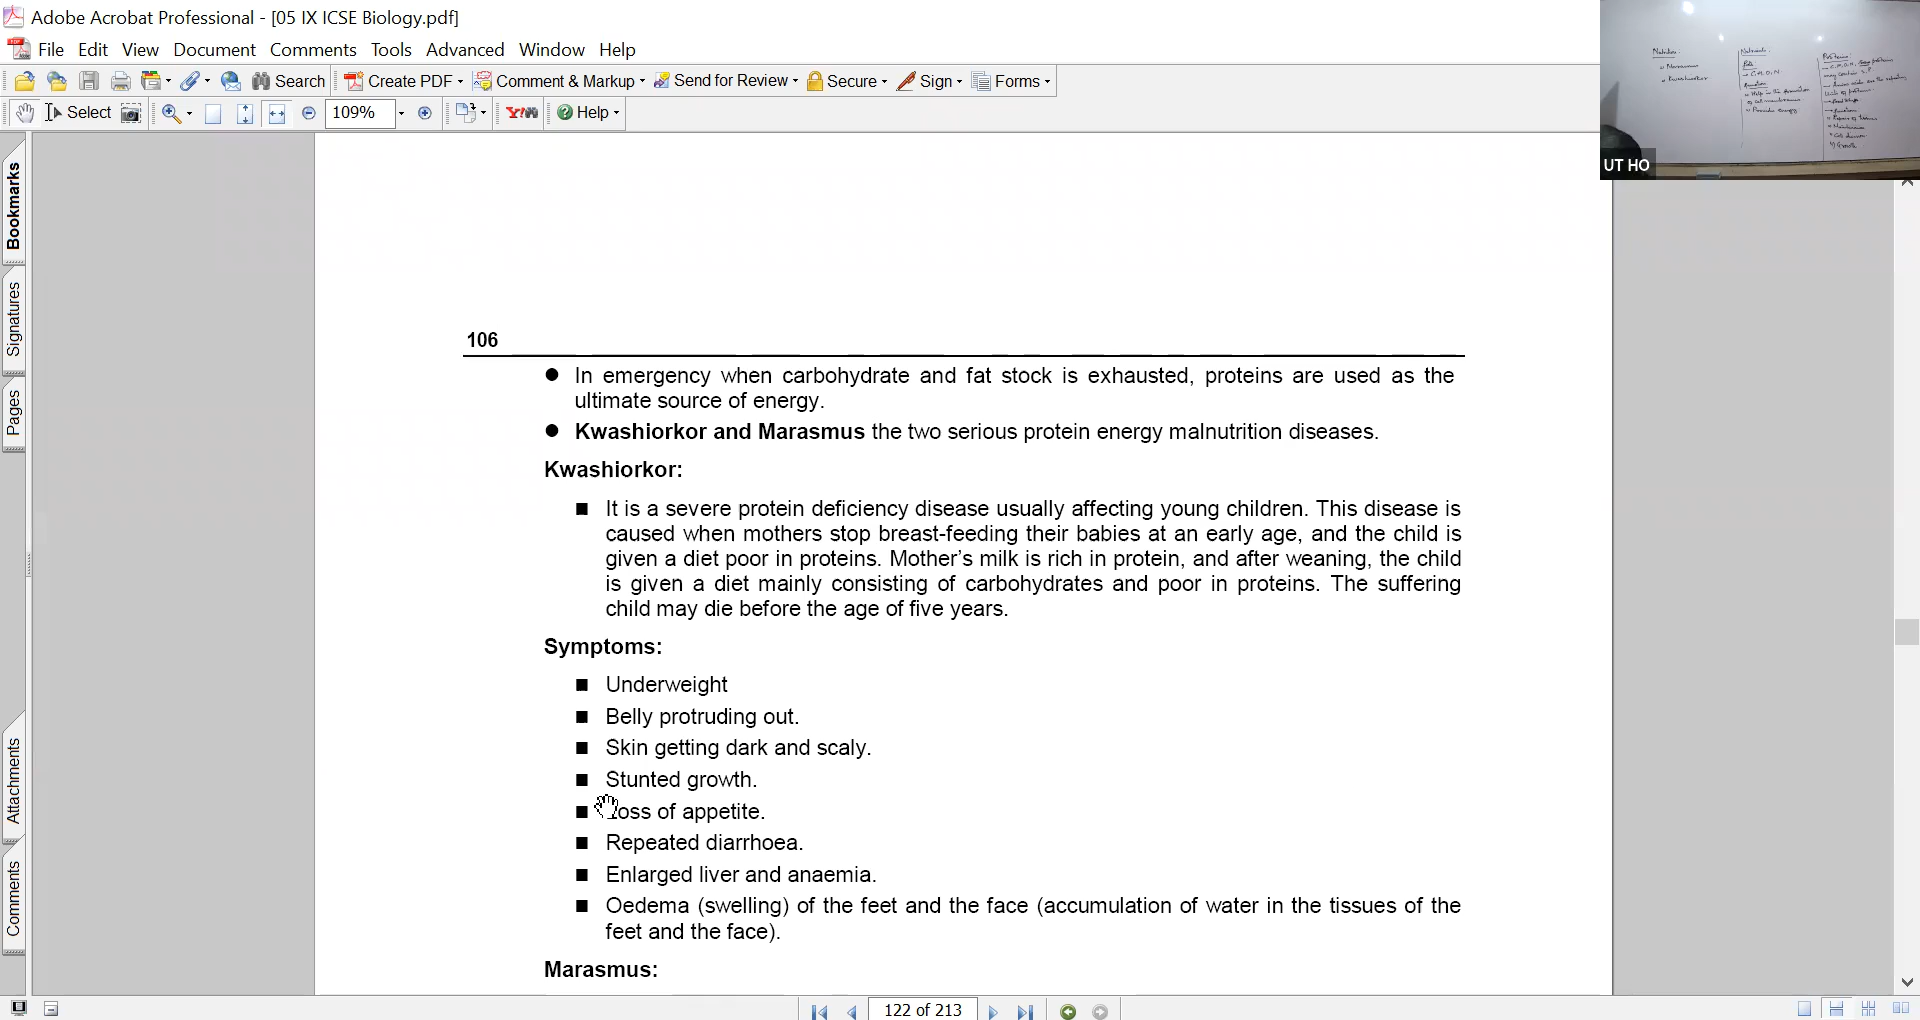 Adobe Acrobat Professional - [05 IX ICSE Biology.pdf]
File Edit View Document Comments Tools Advanced Window Help
Search Create PDF Comment & Markup Send for Review Secure Sign Forms
Select 109% Y! Help
Bookmarks
Signatures
Pages
Attachments
Comments
UT HO
106
● In emergency when carbohydrate and fat stock is exhausted, proteins are used as the
ultimate source of energy.
● Kwashiorkor and Marasmus the two serious protein energy malnutrition diseases.
Kwashiorkor:
■ It is a severe protein deficiency disease usually affecting young children. This disease is
caused when mothers stop breast-feeding their babies at an early age, and the child is
given a diet poor in proteins. Mother's milk is rich in protein, and after weaning, the child
is given a diet mainly consisting of carbohydrates and poor in proteins. The suffering
child may die before the age of five years.
Symptoms:
■ Underweight
■ Belly protruding out.
■ Skin getting dark and scaly.
■ Stunted growth.
■ Loss of appetite.
■ Repeated diarrhoea.
■ Enlarged liver and anaemia.
■ Oedema (swelling) of the feet and the face (accumulation of water in the tissues of the
feet and the face).
Marasmus:
122 of 213